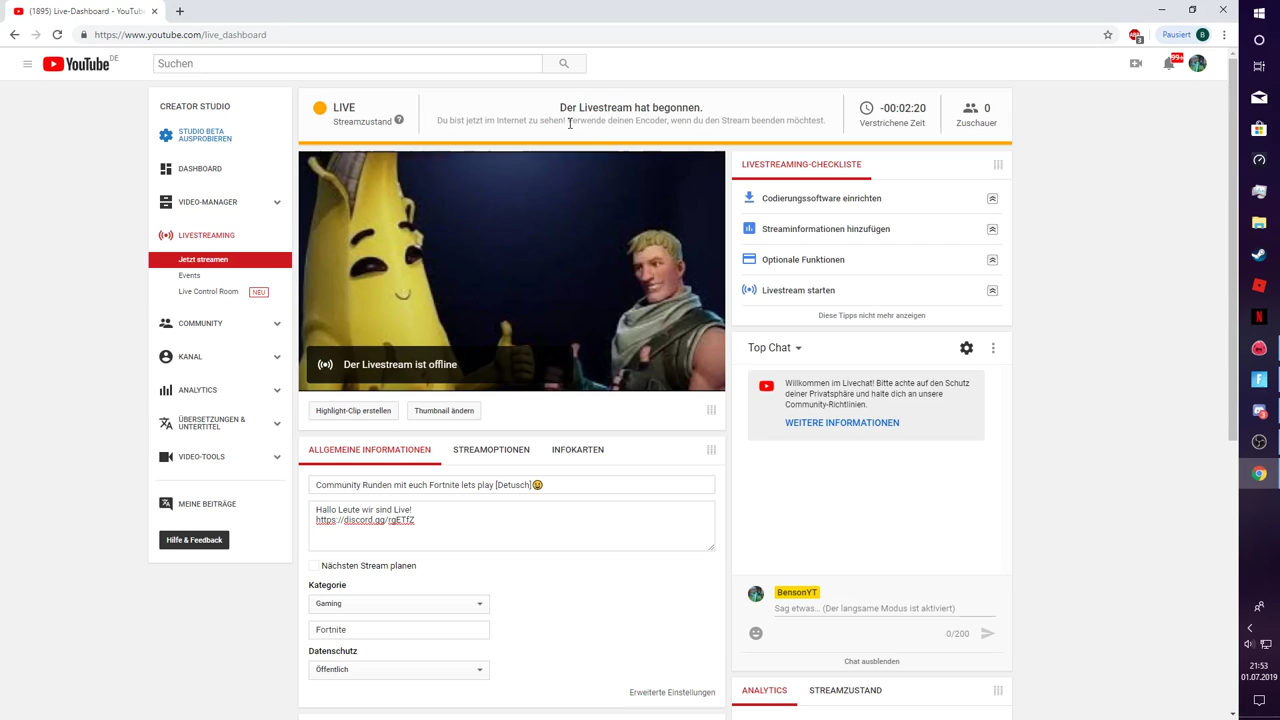 (1895) Live-Dashboard - YouTube
https://www.youtube.com/live_dashboard
Pausiert
B
3
YouTube DE
Suchen
99+
CREATOR STUDIO
STUDIO BETA
AUSPROBIEREN
DASHBOARD
VIDEO-MANAGER
LIVESTREAMING
Jetzt streamen
Events
Live Control Room
NEU
COMMUNITY
KANAL
ANALYTICS
ÜBERSETZUNGEN &
UNTERTITEL
VIDEO-TOOLS
MEINE BEITRÄGE
Hilfe & Feedback
LIVE
Streamzustand ?
Der Livestream hat begonnen.
Du bist jetzt im Internet zu sehen! Verwende deinen Encoder, wenn du den Stream beenden möchtest.
-00:02:20
Verstrichene Zeit
0
Zuschauer
Der Livestream ist offline
Highlight-Clip erstellen
Thumbnail ändern
ALLGEMEINE INFORMATIONEN
STREAMOPTIONEN
INFOKARTEN
Community Runden mit euch Fortnite lets play [Detusch]😃
Hallo Leute wir sind Live!
https://discord.gg/rgETfZ
Nächsten Stream planen
Kategorie
Gaming
Fortnite
Datenschutz
Öffentlich
Erweiterte Einstellungen
LIVESTREAMING-CHECKLISTE
Codierungssoftware einrichten
Streaminformationen hinzufügen
Optionale Funktionen
Livestream starten
Diese Tipps nicht mehr anzeigen
Top Chat
Willkommen im Livechat! Bitte achte auf den Schutz
deiner Privatsphäre und halte dich an unsere
Community-Richtlinien.
WEITERE INFORMATIONEN
BensonYT
Sag etwas... (Der langsame Modus ist aktiviert)
0/200
Chat ausblenden
ANALYTICS
STREAMZUSTAND
21:53
01.07.2019